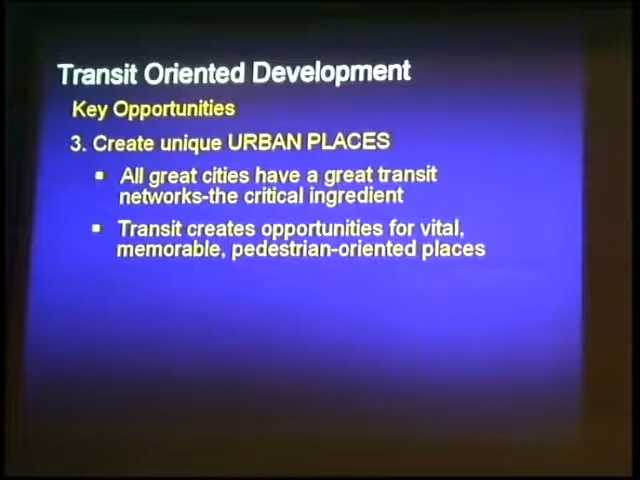 Transit Oriented Development
Key Opportunities
3. Create unique URBAN PLACES
▪ All great cities have a great transit
networks-the critical ingredient
▪ Transit creates opportunities for vital,
memorable, pedestrian-oriented places